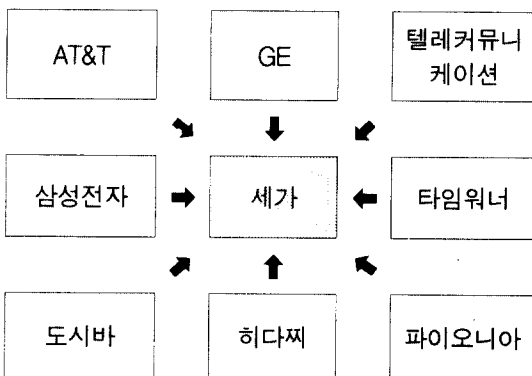 AT&T
GE
텔레커뮤니
케이션
삼성전자
세가
타임워너
도시바
히다찌
파이오니아